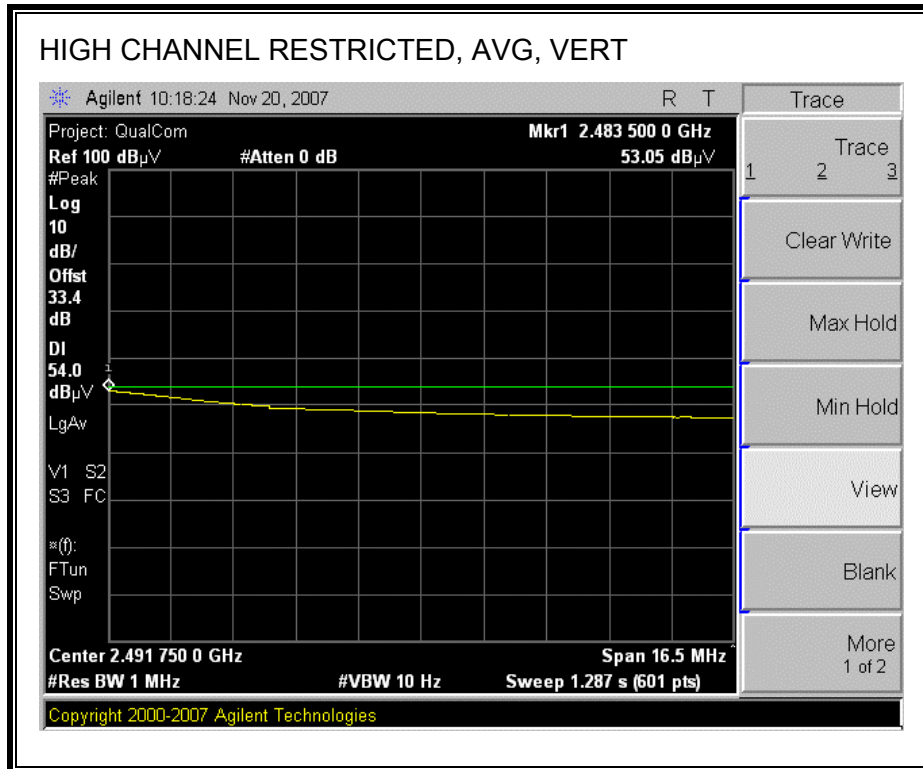 HIGH CHANNEL RESTRICTED, AVG, VERT
Agilent 10:18:24 Nov 20, 2007 R T
Project: QualCom Mkr1 2.483 500 0 GHz
Ref 100 dBµV #Atten 0 dB 53.05 dBµV
#Peak
Log
10
dB/
Offst
33.4
dB
DI
54.0
dBµV
LgAv
V1 S2
S3 FC
¤(f):
FTun
Swp
1
Center 2.491 750 0 GHz Span 16.5 MHz^
#Res BW 1 MHz #VBW 10 Hz Sweep 1.287 s (601 pts)
Copyright 2000-2007 Agilent Technologies
Trace
Trace
1 2 3
Clear Write
Max Hold
Min Hold
View
Blank
More
1 of 2